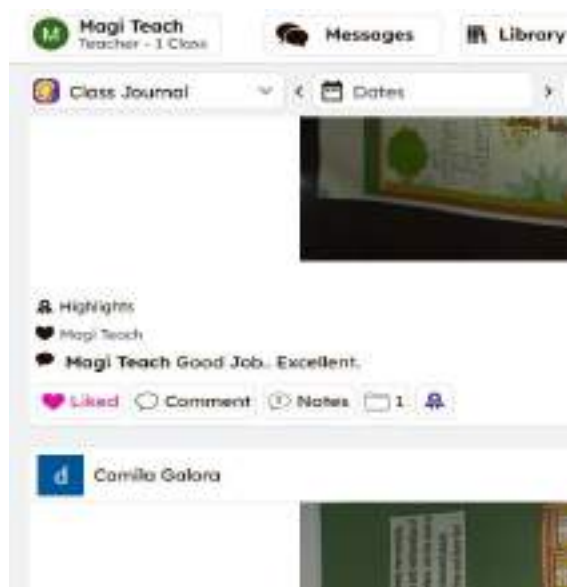 M Magi Teach
Teacher - 1 Class
Messages
Library
Class Journal
Dates
Highlights
Magi Teach
Magi Teach Good Job.. Excellent.
Liked Comment Notes 1
d Camila Galora